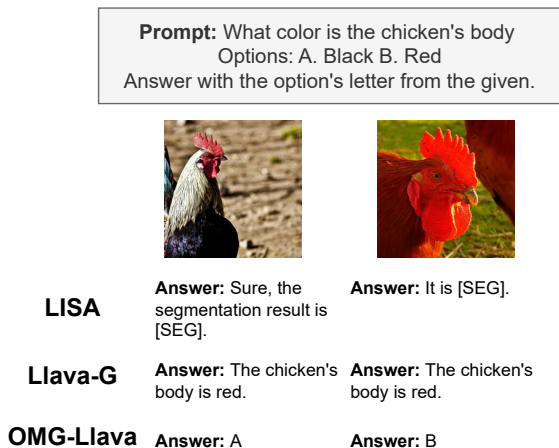 Prompt: What color is the chicken's body
Options: A. Black B. Red
Answer with the option's letter from the given.
LISA
Answer: Sure, the
segmentation result is
[SEG].
Answer: It is [SEG].
Llava-G
Answer: The chicken's
body is red.
Answer: The chicken's
body is red.
OMG-Llava
Answer: A
Answer: B